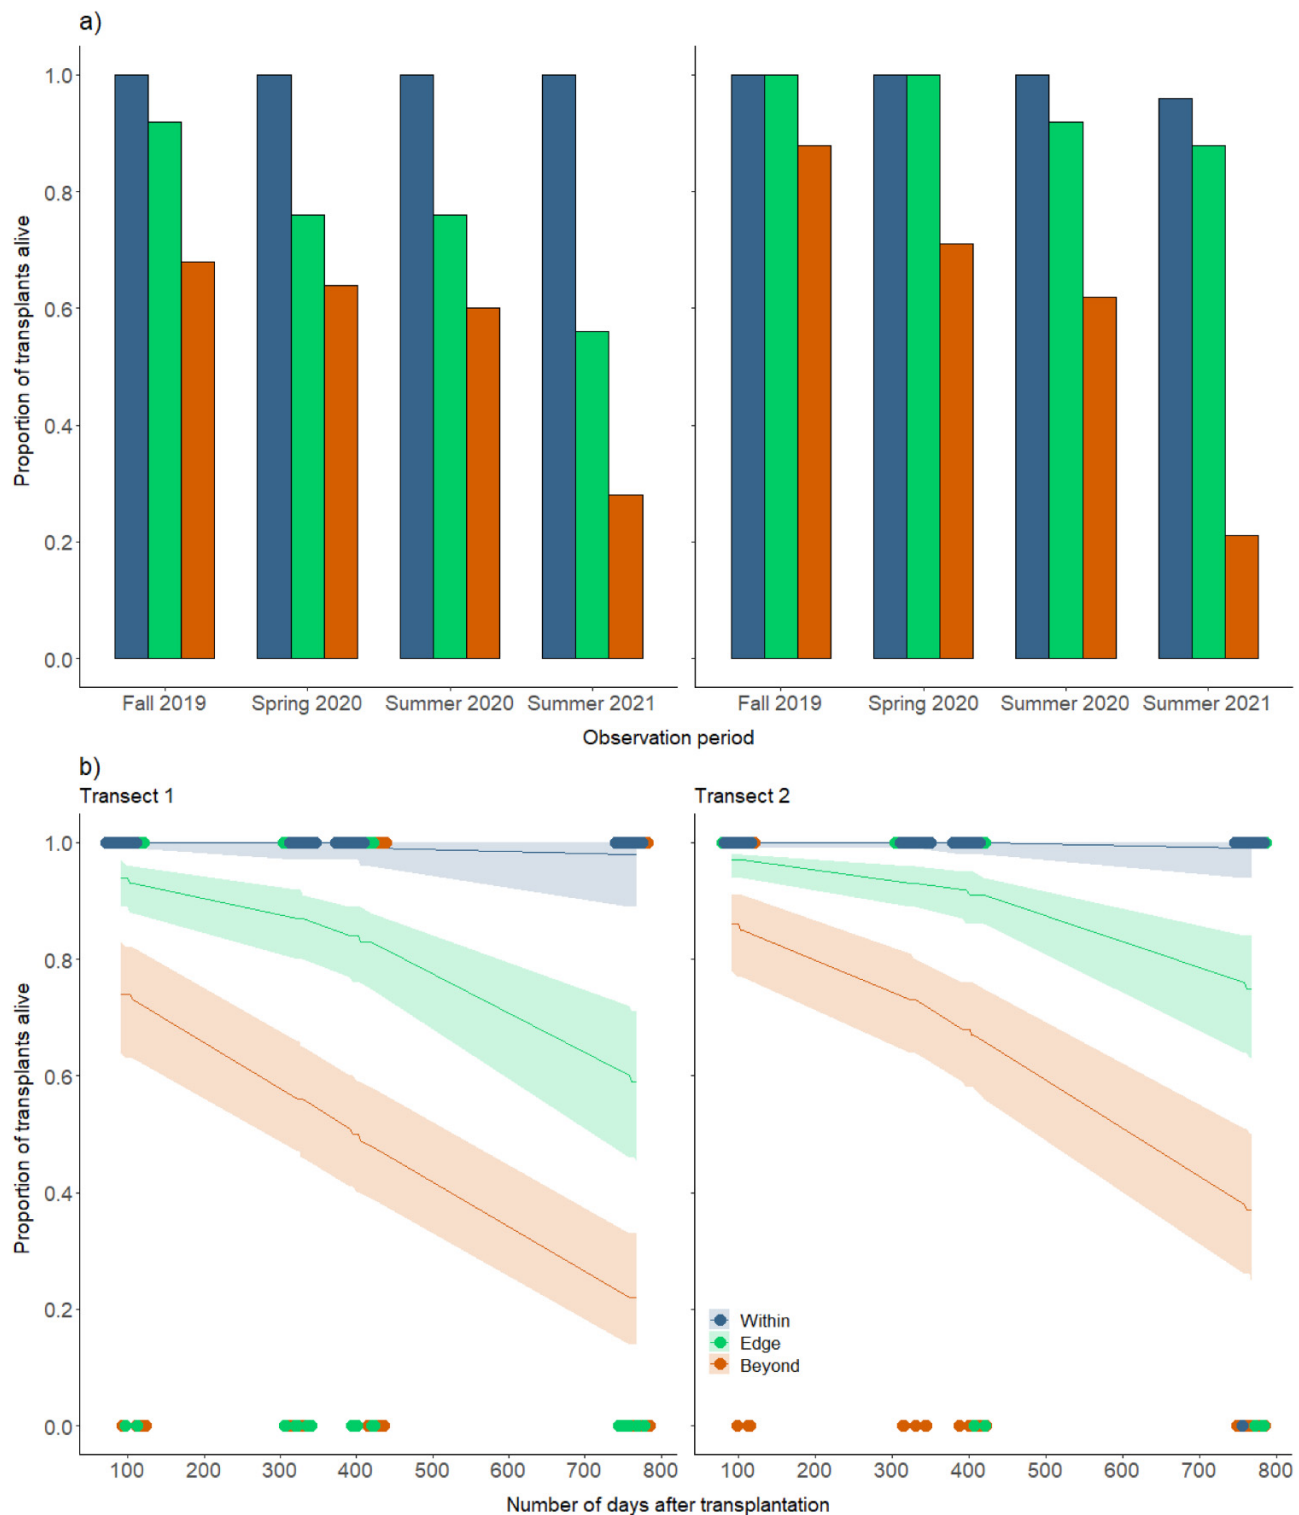 a)
Proportion of transplants alive
1.0
0.8
0.6
0.4
0.2
0.0
Fall 2019 Spring 2020 Summer 2020 Summer 2021 Fall 2019 Spring 2020 Summer 2020 Summer 2021
Observation period
b)
Transect 1 Transect 2
Proportion of transplants alive
1.0
0.8
0.6
0.4
0.2
0.0
Within
Edge
Beyond
100 200 300 400 500 600 700 800 100 200 300 400 500 600 700 800
Number of days after transplantation